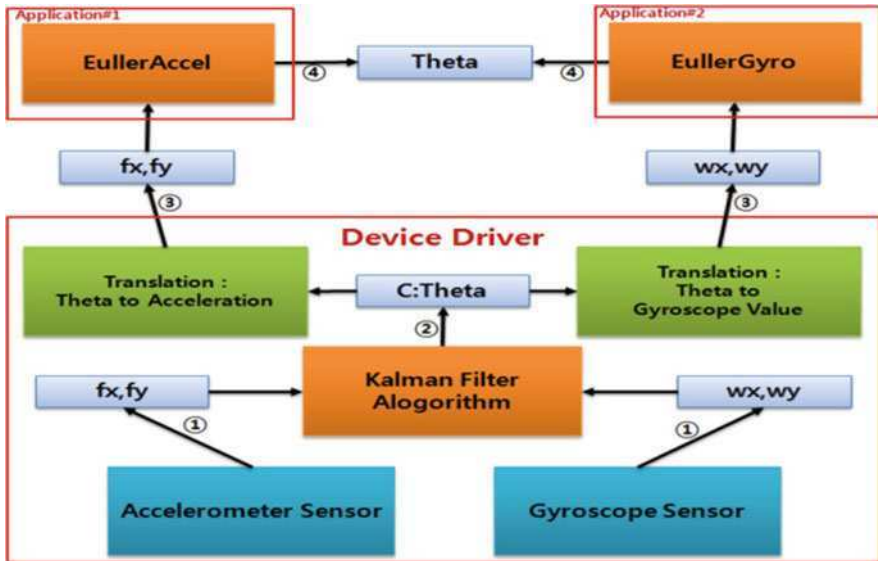 Application#1
Application#2
EullerAccel
④
Theta
④
EullerGyro
fx,fy
wx,wy
③
③
Device Driver
Translation :
Theta to Acceleration
C:Theta
Translation :
Theta to
Gyroscope Value
②
fx,fy
Kalman Filter
Alogorithm
wx,wy
①
①
Accelerometer Sensor
Gyroscope Sensor